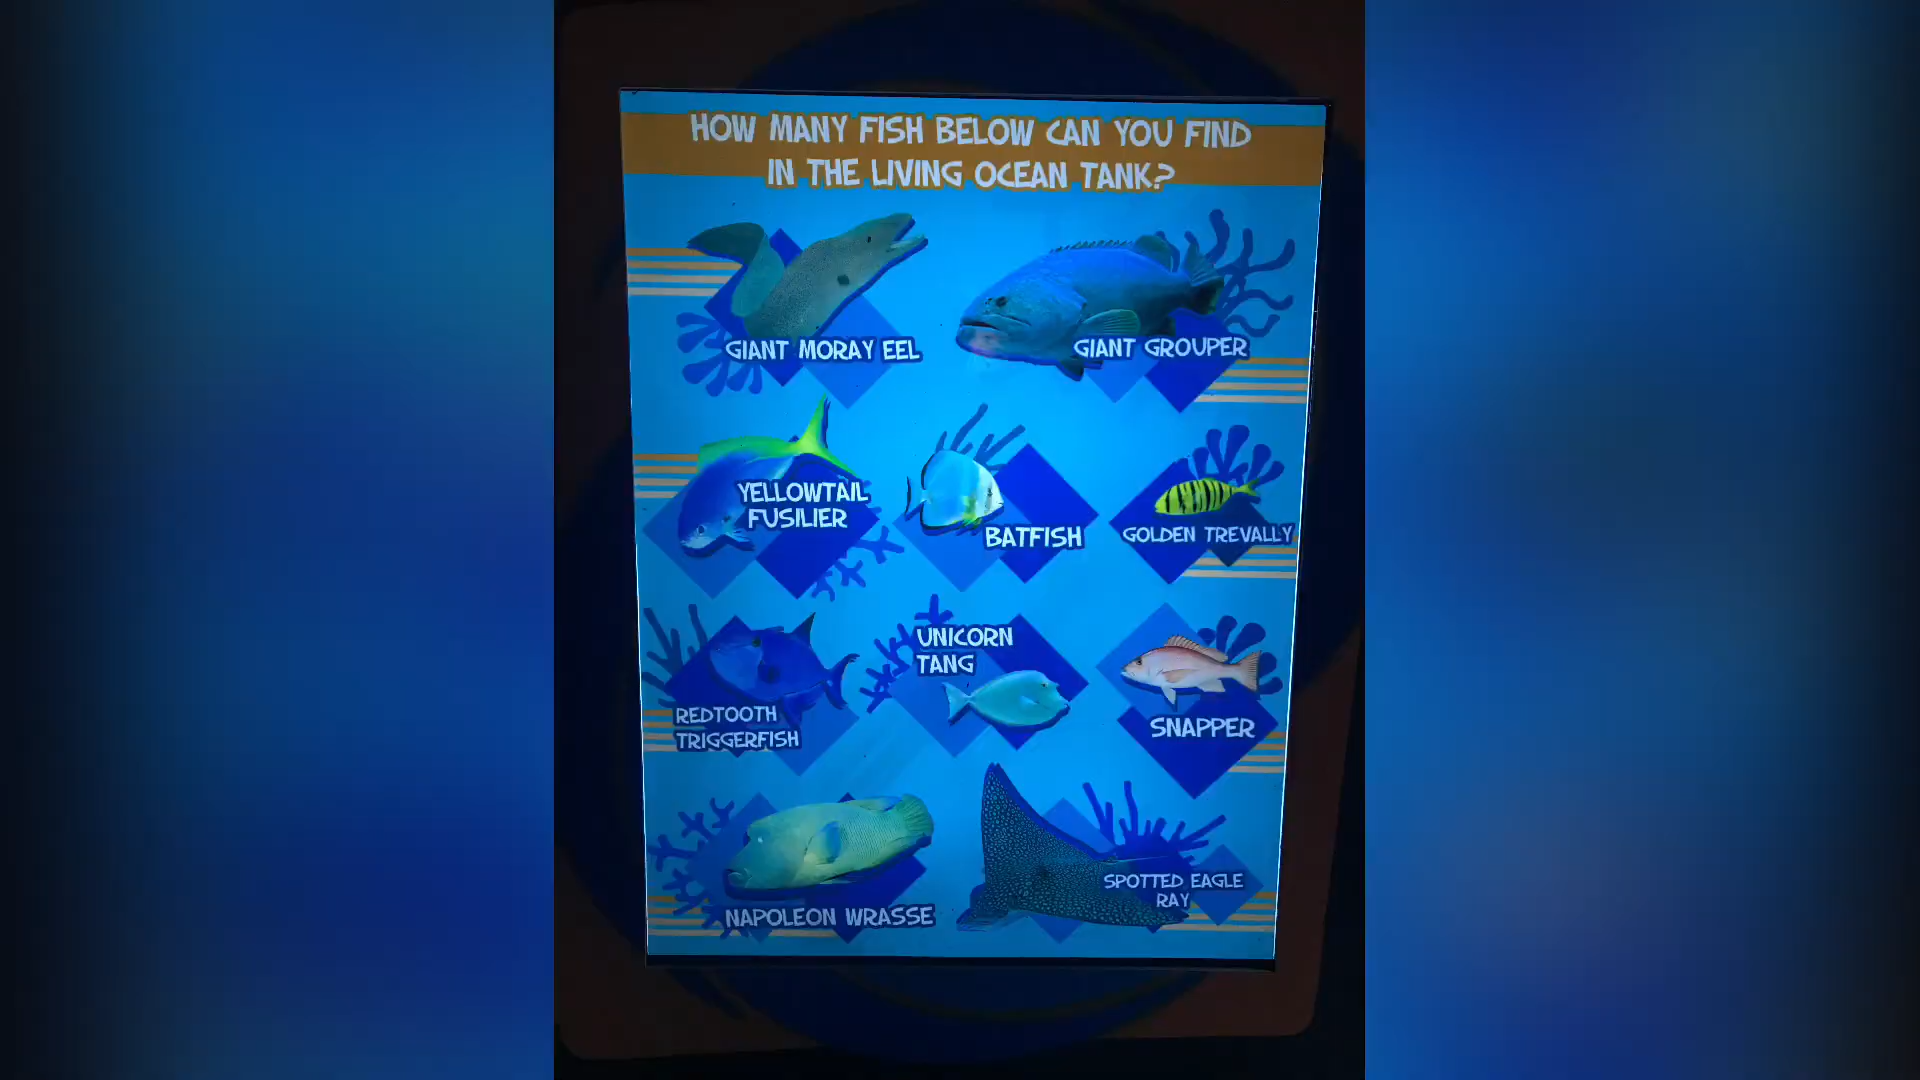 HOW MANY FISH BELOW CAN YOU FIND
IN THE LIVING OCEAN TANK?
GIANT MORAY EEL
GIANT GROUPER
YELLOWTAIL
FUSILIER
BATFISH
GOLDEN TREVALLY
REDTOOTH
TRIGGERFISH
UNICORN
TANG
SNAPPER
NAPOLEON WRASSE
SPOTTED EAGLE
RAY